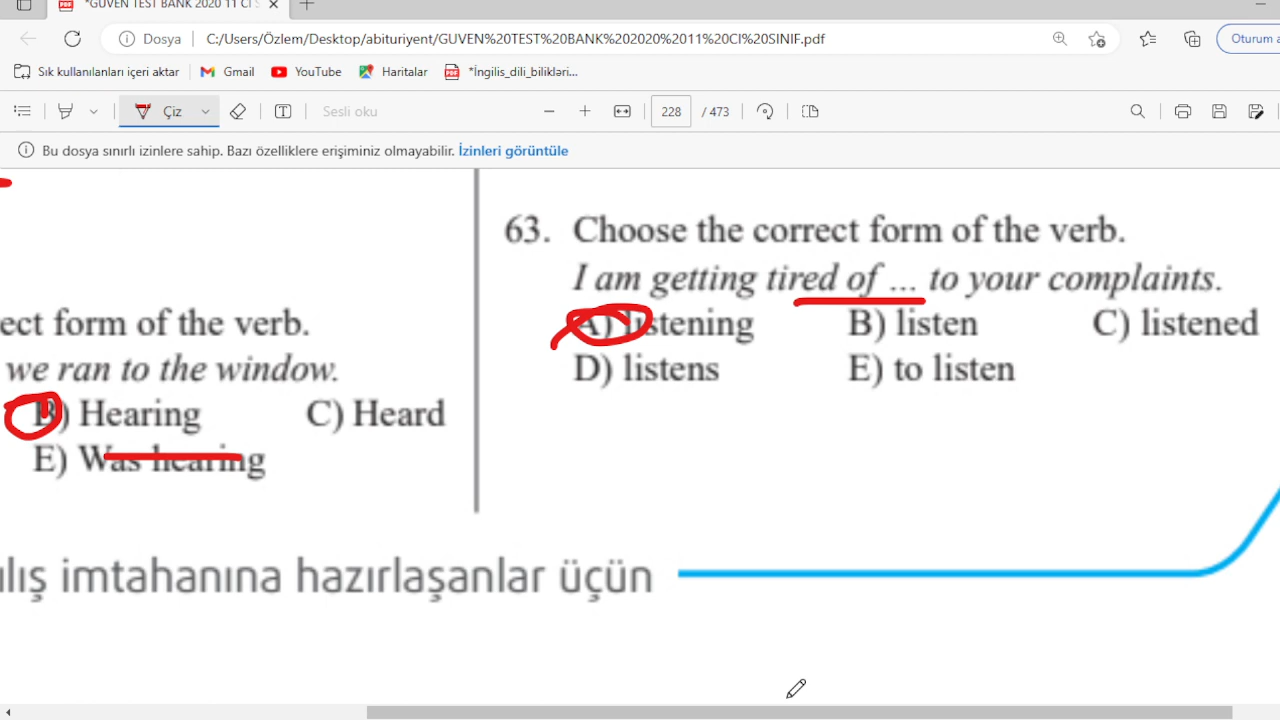 *GUVEN TEST BANK 2020 11 CI S
Dosya
C:/Users/Özlem/Desktop/abituriyent/GUVEN%20TEST%20BANK%202020%2011%20CI%20SINIF.pdf
Oturum a
Sık kullanılanları içeri aktar
Gmail
YouTube
Haritalar
*İngilis_dili_bilikləri...
Çiz
Sesli oku
228 /473
Bu dosya sınırlı izinlere sahip. Bazı özelliklere erişiminiz olmayabilir. İzinleri görüntüle
ect form of the verb.
we ran to the window.
B) Hearing C) Heard
E) Was hearing
63. Choose the correct form of the verb.
I am getting tired of ... to your complaints.
A) listening B) listen C) listened
D) listens E) to listen
ılış imtahanına hazırlaşanlar üçün